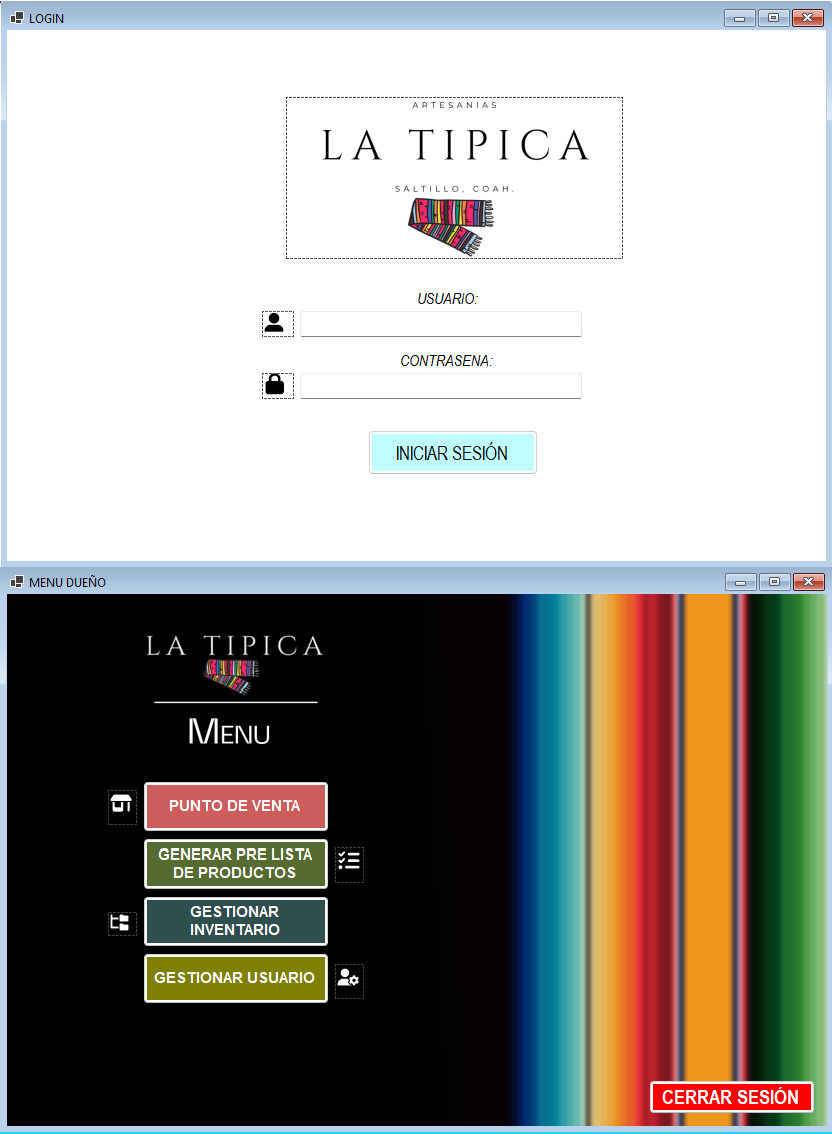 LOGIN
ARTESANIAS
LA TIPICA
SALTILLO, COAH.
USUARIO:
CONTRASENA:
INICIAR SESIÓN
MENU DUEÑO
LA TIPICA
MENU
PUNTO DE VENTA
GENERAR PRE LISTA
DE PRODUCTOS
GESTIONAR
INVENTARIO
GESTIONAR USUARIO
CERRAR SESIÓN